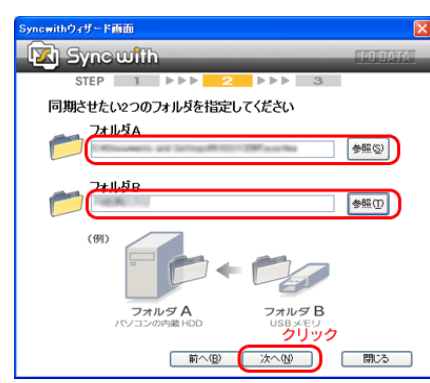 Syncwithウィザード画面
Sync with
I-O DATA
STEP 1 ▶▶▶ 2 ▶▶▶ 3
同期させたい2つのフォルダを指定してください
フォルダA
参照(S)
フォルダB
参照(T)
(例)
フォルダ A
パソコンの内蔵 HDD
フォルダ B
USBメモリ
クリック
前へ(B)
次へ(N)
閉じる